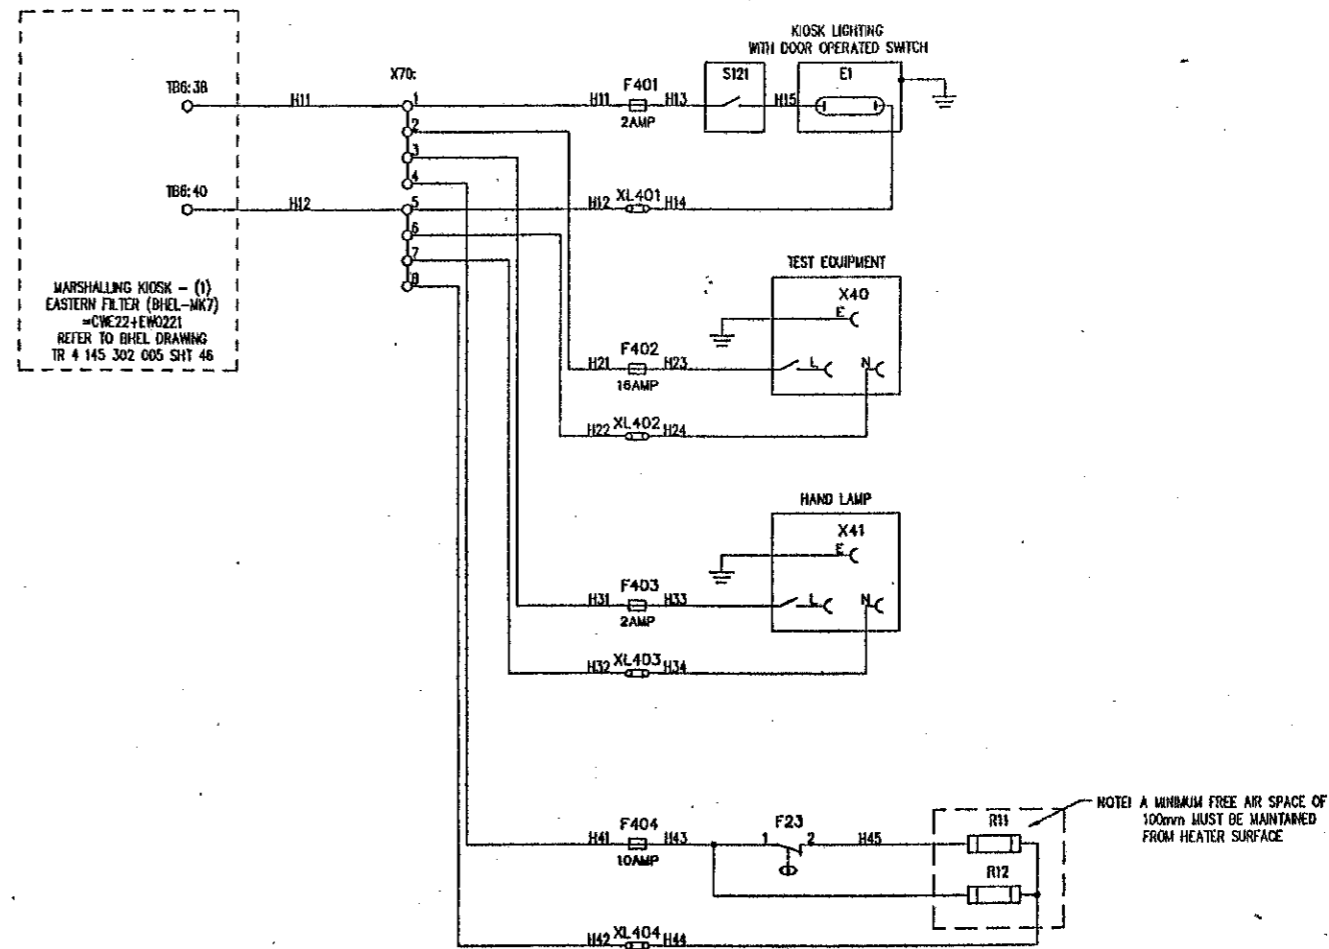 KIOSK LIGHTING
WITH DOOR OPERATED SWITCH
TB6:38
H11
X70:
1
H11
F401
H13
2AMP
S121
H15
E1
2
3
4
TB6:40
H12
5
H12
XL401
H14
6
7
8
MARSHALLING KIOSK - (1)
EASTERN FILTER (BHEL-MK7)
=CWE22+EW0221
REFER TO BHEL DRAWING
TR 4 145 302 005 SHT 46
TEST EQUIPMENT
X40
E
H21
F402
H23
16AMP
L
N
H22
XL402
H24
HAND LAMP
X41
E
H31
F403
H33
2AMP
L
N
H32
XL403
H34
H41
F404
H43
10AMP
1
F23
2
H45
R11
R12
NOTE! A MINIMUM FREE AIR SPACE OF
100mm MUST BE MAINTAINED
FROM HEATER SURFACE
H42
XL404
H44